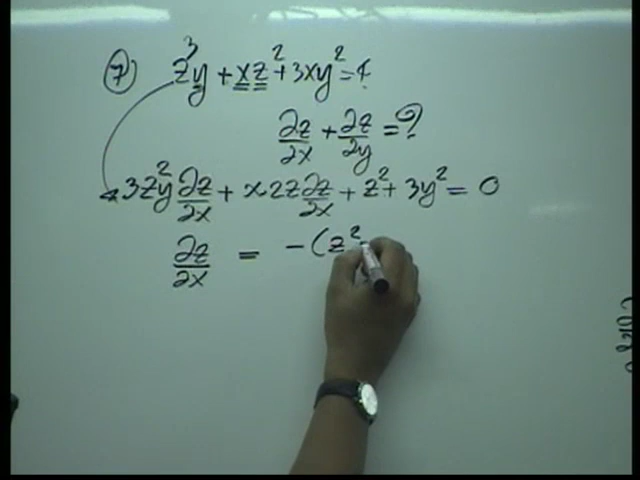 ⑦ z³y + xz² + 3xy² = 4
∂z/∂x + ∂z/∂y = ?
3z²y ∂z/∂x + x2z ∂z/∂x + z² + 3y² = 0
∂z/∂x = -(z²